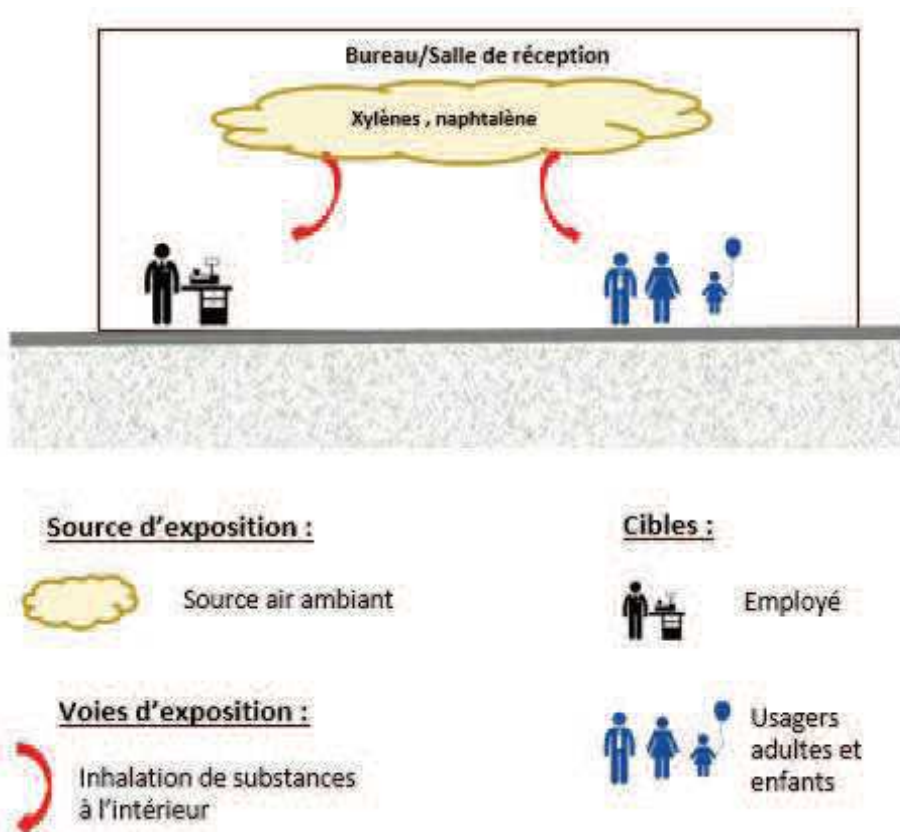 Bureau/Salle de réception
Xylènes , naphtalène
Source d'exposition :
Source air ambiant
Voies d'exposition :
Inhalation de substances
à l'intérieur
Cibles :
Employé
Usagers
adultes et
enfants